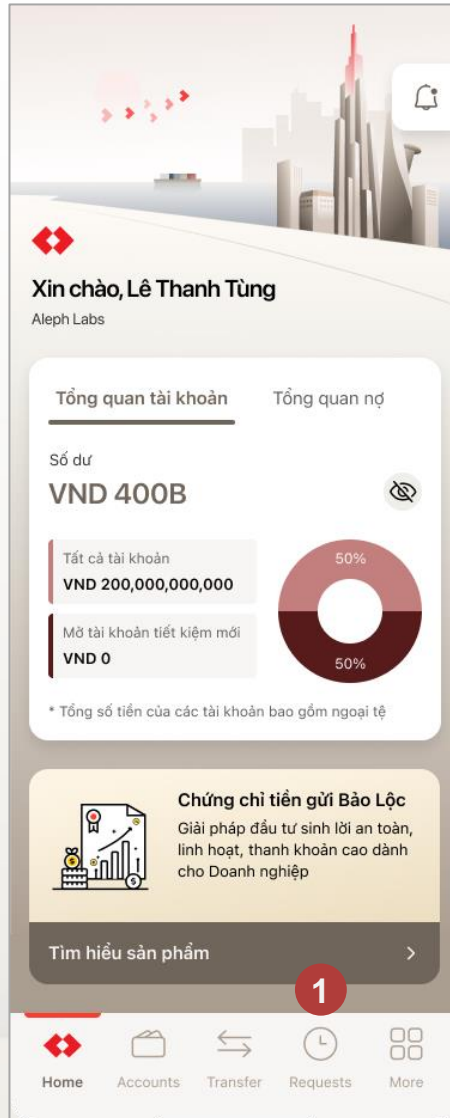 Xin chào, Lê Thanh Tùng
Aleph Labs
Tổng quan tài khoản Tổng quan nợ
Số dư
VND 400B
Tất cả tài khoản
VND 200,000,000,000
50%
Mở tài khoản tiết kiệm mới
VND 0
50%
* Tổng số tiền của các tài khoản bao gồm ngoại tệ
Chứng chỉ tiền gửi Bảo Lộc
Giải pháp đầu tư sinh lời an toàn,
linh hoạt, thanh khoản cao dành
cho Doanh nghiệp
Tìm hiểu sản phẩm
1
Home Accounts Transfer Requests More